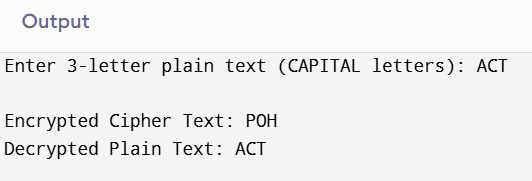 Output
Enter 3-letter plain text (CAPITAL letters): ACT
Encrypted Cipher Text: POH
Decrypted Plain Text: ACT